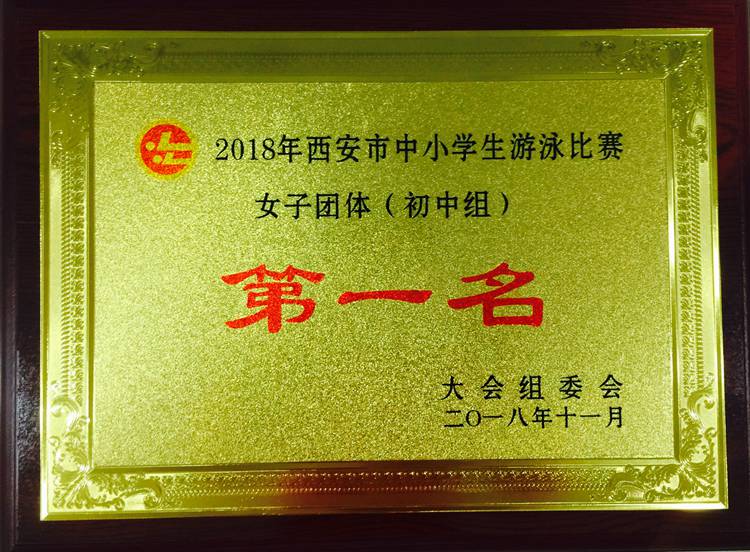 2018年西安市中小学生游泳比赛
女子团体（初中组）
第一名
大会组委会
二〇一八年十一月